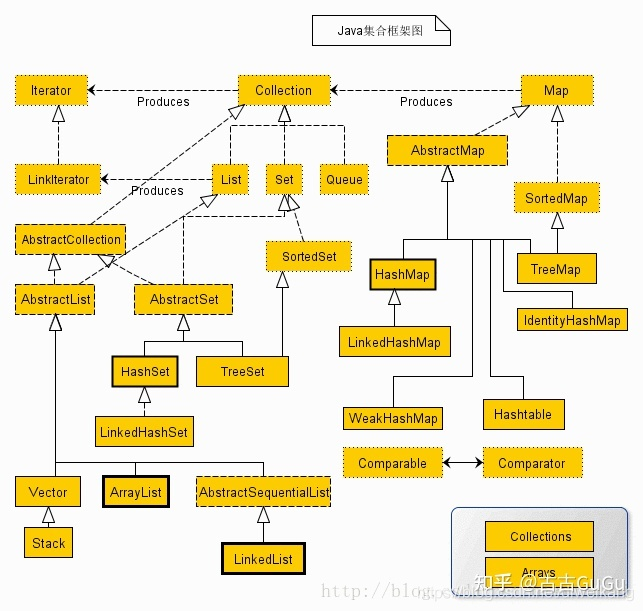 Java集合框架图
Iterator
Produces
Collection
Produces
Map
AbstractMap
LinkIterator
Produces
List
Set
Queue
SortedMap
AbstractCollection
SortedSet
HashMap
TreeMap
AbstractList
AbstractSet
IdentityHashMap
LinkedHashMap
HashSet
TreeSet
WeakHashMap
Hashtable
LinkedHashSet
Comparable
Comparator
Vector
ArrayList
AbstractSequentialList
Stack
LinkedList
Collections
Arrays
知乎 @古古GuGu
http://blog.